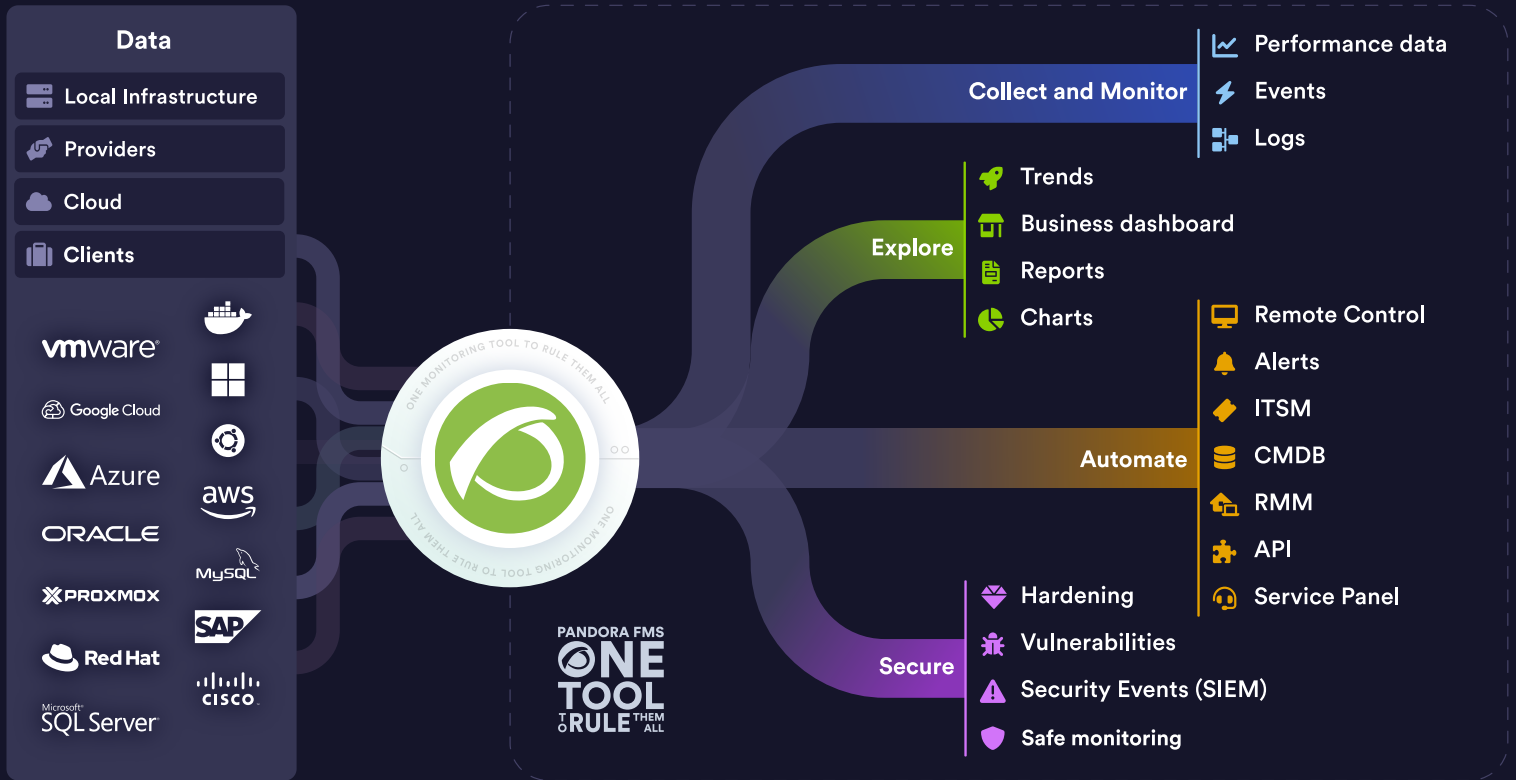 Data
Local Infrastructure
Providers
Cloud
Clients
vmware®
Google Cloud
Azure
ORACLE
PROXMOX
Red Hat
Microsoft®
SQL Server
aws
MySQL
SAP
CISCO
ONE MONITORING TOOL TO RULE THEM ALL
ONE MONITORING TOOL TO RULE THEM ALL
PANDORA FMS
ONE
TOOL
TO RULE THEM ALL
Collect and Monitor
Performance data
Events
Logs
Explore
Trends
Business dashboard
Reports
Charts
Automate
Remote Control
Alerts
ITSM
CMDB
RMM
API
Service Panel
Secure
Hardening
Vulnerabilities
Security Events (SIEM)
Safe monitoring